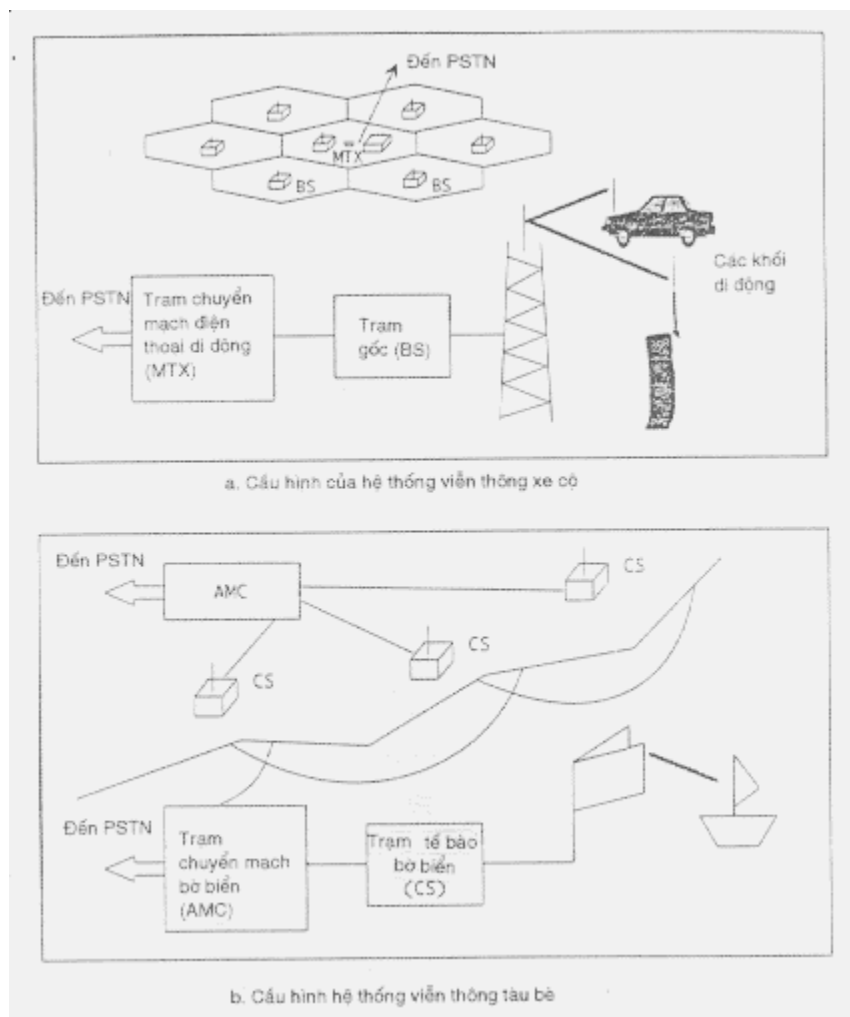 Đến PSTN
MTX
BS
BS
Các khối
di động
Đến PSTN
Trạm chuyển
mạch điện
thoại di động
(MTX)
Trạm
gốc (BS)
a. Cấu hình của hệ thống viễn thông xe cộ
Đến PSTN
AMC
CS
CS
CS
Đến PSTN
Trạm
chuyển mạch
bờ biển
(AMC)
Trạm tế bào
bờ biển
(CS)
b. Cấu hình hệ thống viễn thông tàu bè